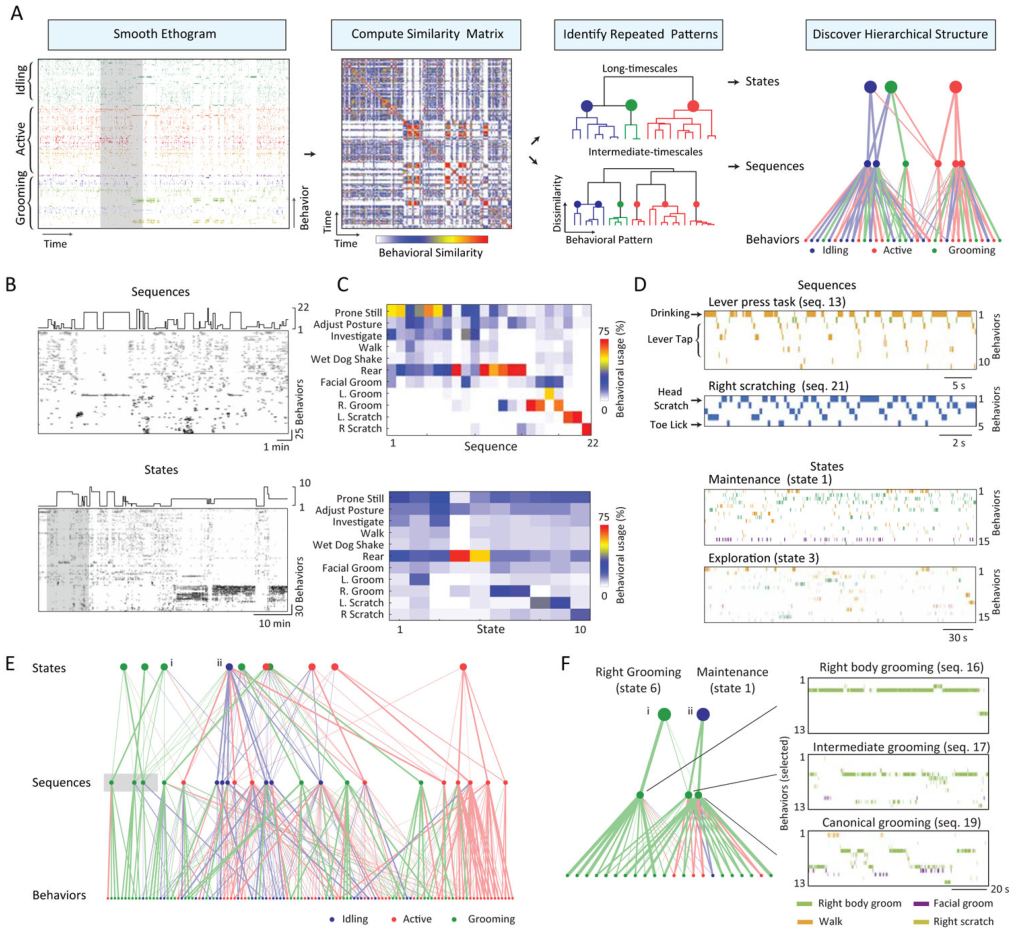 A
Smooth Ethogram
Compute Similarity Matrix
Identify Repeated Patterns
Discover Hierarchical Structure
Idling
Active
Grooming
Time
Behavior
Time
Time
Behavioral Similarity
Long-timescales
Intermediate-timescales
Dissimilarity
Behavioral Pattern
States
Sequences
Behaviors
Idling
Active
Grooming
B
Sequences
22
1
25
Behaviors
1 min
States
10
1
30
Behaviors
10 min
C
Prone Still
Adjust Posture
Investigate
Walk
Wet Dog Shake
Rear
Facial Groom
L. Groom
R. Groom
L. Scratch
R Scratch
1
Sequence
22
75
0
Behavioral usage (%)
Prone Still
Adjust Posture
Investigate
Walk
Wet Dog Shake
Rear
Facial Groom
L. Groom
R. Groom
L. Scratch
R Scratch
1
State
10
75
0
Behavioral usage (%)
D
Sequences
Lever press task (seq. 13)
Drinking
Lever Tap
1
10
Behaviors
5 s
Right scratching (seq. 21)
Head
Scratch
Toe Lick
1
5
Behaviors
2 s
States
Maintenance (state 1)
1
15
Behaviors
Exploration (state 3)
1
15
Behaviors
30 s
E
States
i
ii
Sequences
Behaviors
Idling
Active
Grooming
F
Right Grooming
(state 6)
Maintenance
(state 1)
i
ii
Behaviors (selected)
Right body grooming (seq. 16)
1
13
Intermediate grooming (seq. 17)
1
13
Canonical grooming (seq. 19)
1
13
20 s
Right body groom
Facial groom
Walk
Right scratch